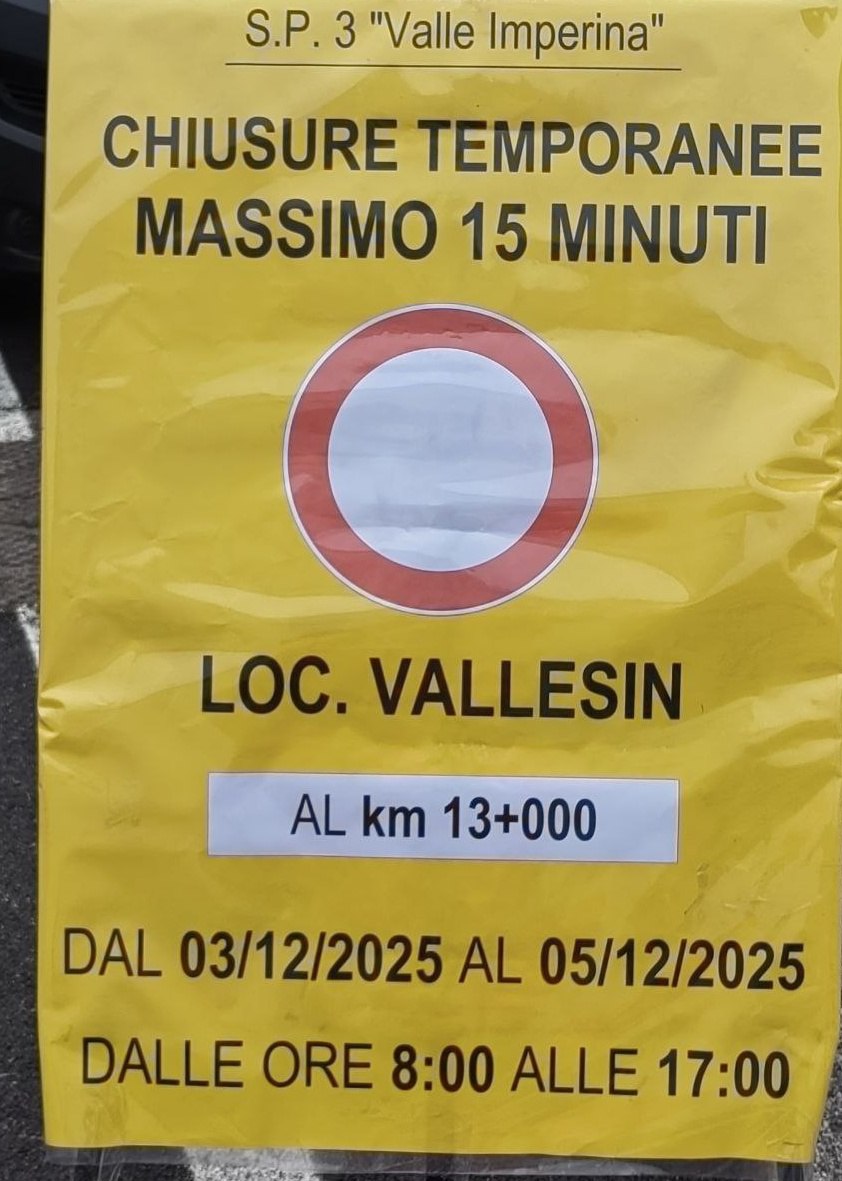 S.P. 3 "Valle Imperina"
CHIUSURE TEMPORANEE
MASSIMO 15 MINUTI
LOC. VALLESIN
AL km 13+000
DAL 03/12/2025 AL 05/12/2025
DALLE ORE 8:00 ALLE 17:00